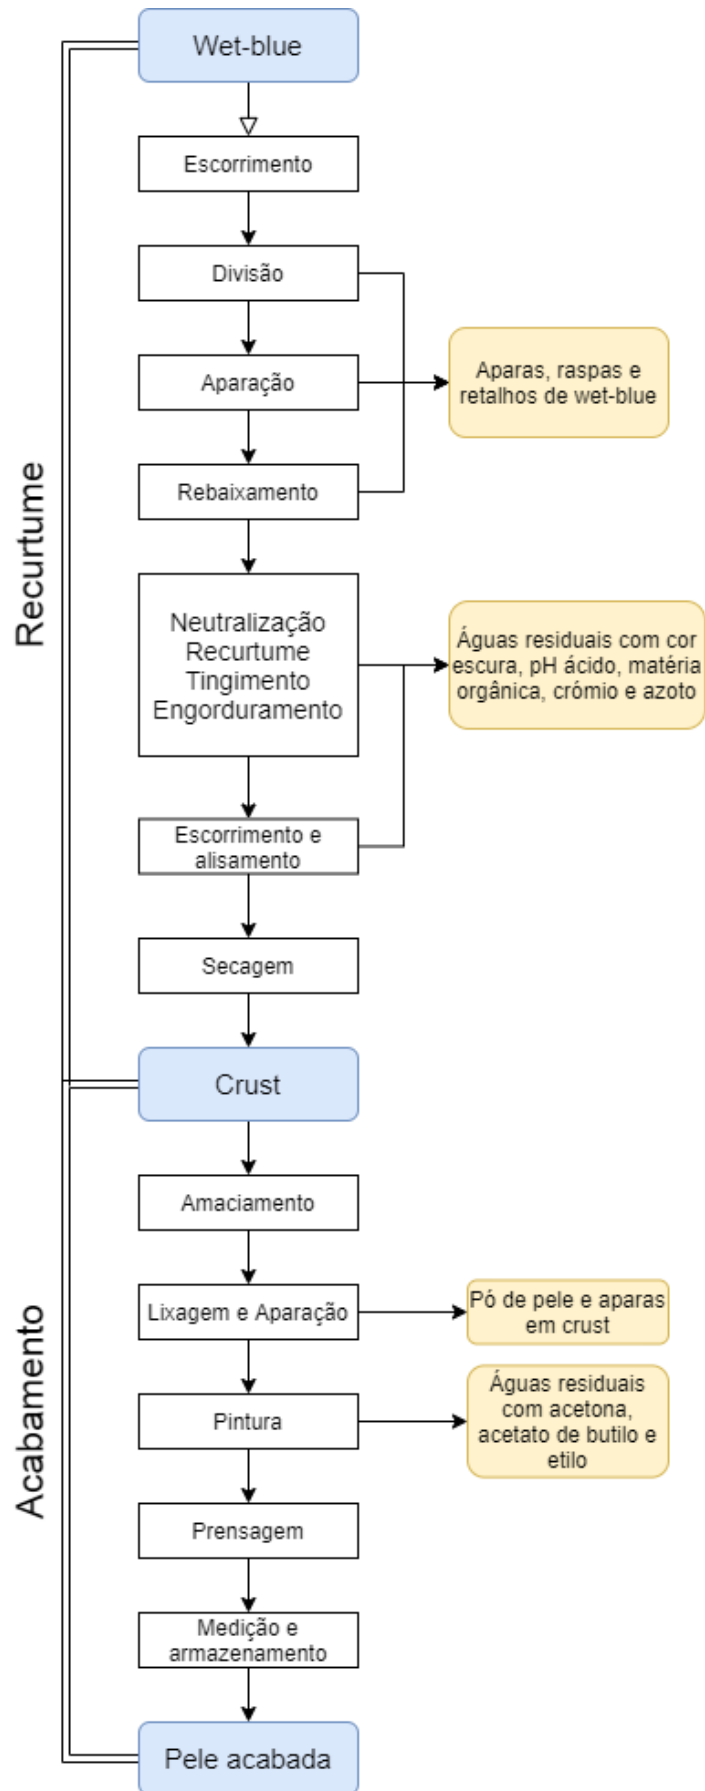 Wet-blue
Escorrimento
Divisão
Aparação
Aparas, raspas e
retalhos de wet-blue
Rebaixamento
Recurtume
Neutralização
Recurtume
Tingimento
Engorduramento
Águas residuais com cor
escura, pH ácido, matéria
orgânica, crómio e azoto
Escorrimento e
alisamento
Secagem
Crust
Amaciamento
Lixagem e Aparação
Pó de pele e aparas
em crust
Acabamento
Pintura
Águas residuais
com acetona,
acetato de butilo e
etilo
Prensagem
Medição e
armazenamento
Pele acabada